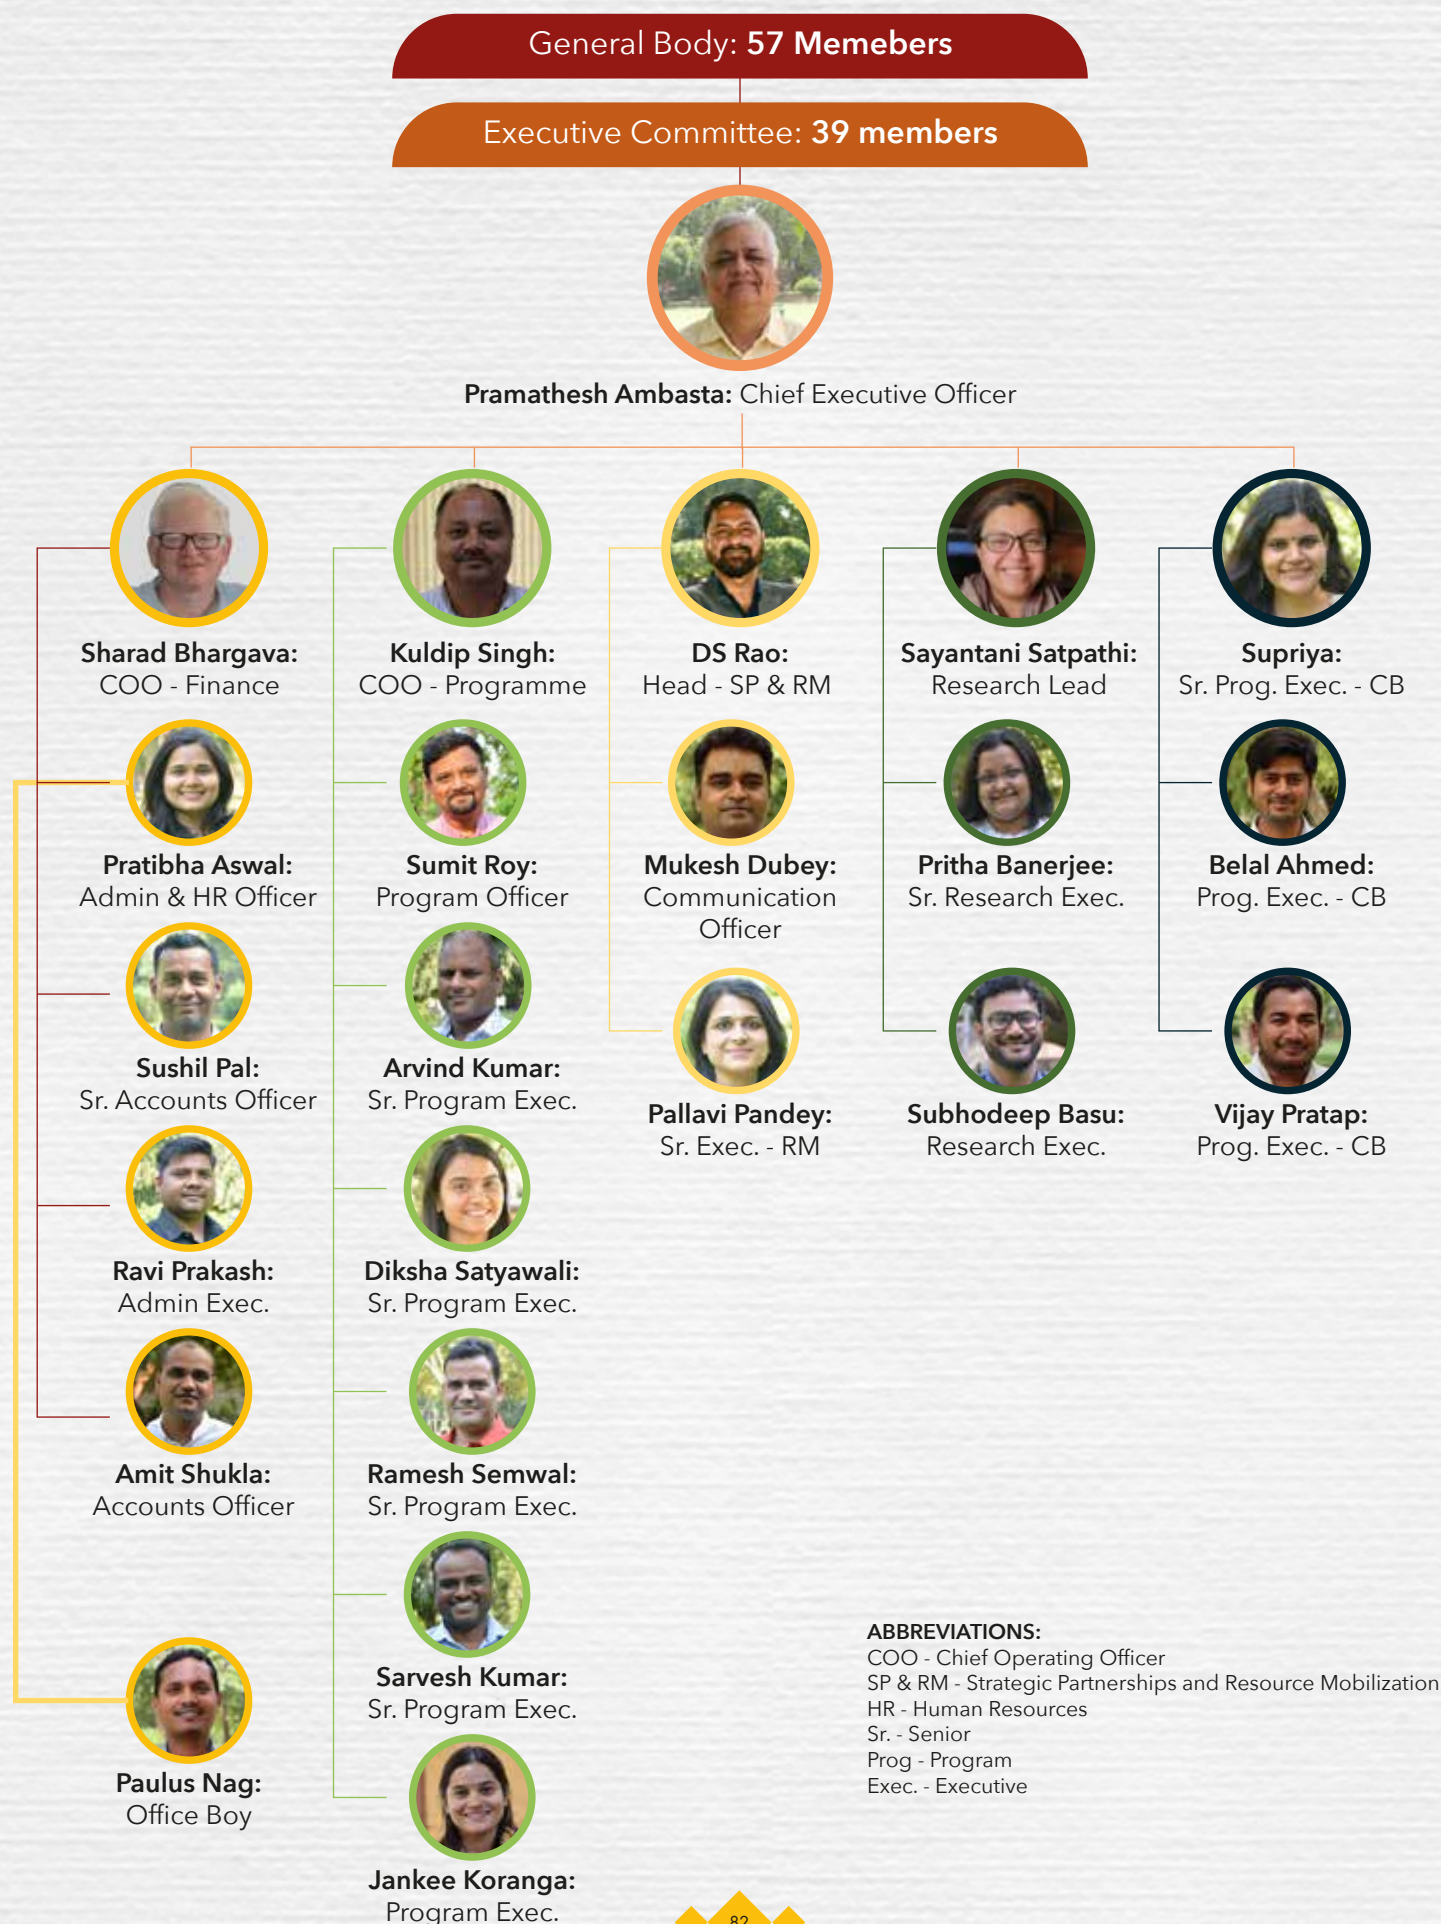 General Body: 57 Memebers
Executive Committee: 39 members
Pramathesh Ambasta: Chief Executive Officer
Sharad Bhargava:
COO - Finance
Kuldip Singh:
COO - Programme
DS Rao:
Head - SP & RM
Sayantani Satpathi:
Research Lead
Supriya:
Sr. Prog. Exec. - CB
Pratibha Aswal:
Admin & HR Officer
Sumit Roy:
Program Officer
Mukesh Dubey:
Communication
Officer
Pritha Banerjee:
Sr. Research Exec.
Belal Ahmed:
Prog. Exec. - CB
Sushil Pal:
Sr. Accounts Officer
Arvind Kumar:
Sr. Program Exec.
Pallavi Pandey:
Sr. Exec. - RM
Subhodeep Basu:
Research Exec.
Vijay Pratap:
Prog. Exec. - CB
Ravi Prakash:
Admin Exec.
Diksha Satyawali:
Sr. Program Exec.
Amit Shukla:
Accounts Officer
Ramesh Semwal:
Sr. Program Exec.
Sarvesh Kumar:
Sr. Program Exec.
Paulus Nag:
Office Boy
Jankee Koranga:
Program Exec.
ABBREVIATIONS:
COO - Chief Operating Officer
SP & RM - Strategic Partnerships and Resource Mobilization
HR - Human Resources
Sr. - Senior
Prog - Program
Exec. - Executive
82